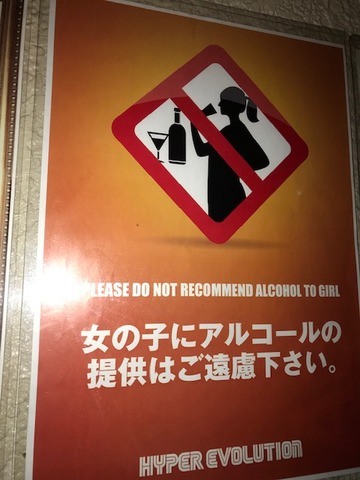 PLEASE DO NOT RECOMMEND ALCOHOL TO GIRL
女の子にアルコールの
提供はご遠慮下さい。
HYPER EVOLUTION